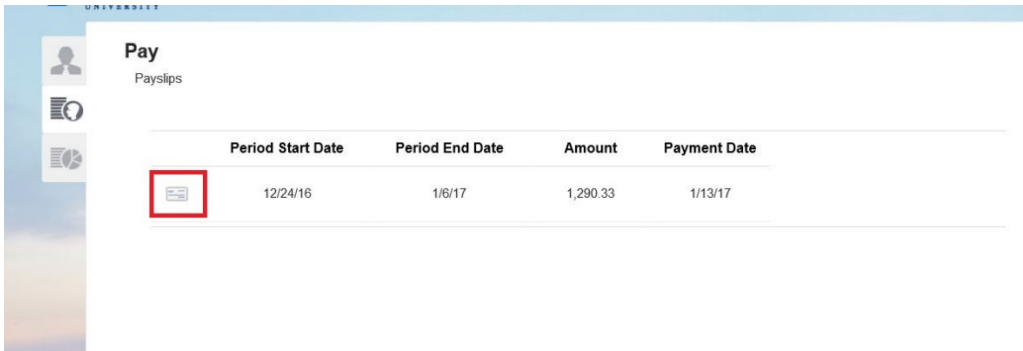 UNIVERSITY
Pay
Payslips
Period Start Date Period End Date Amount Payment Date
12/24/16 1/6/17 1,290.33 1/13/17